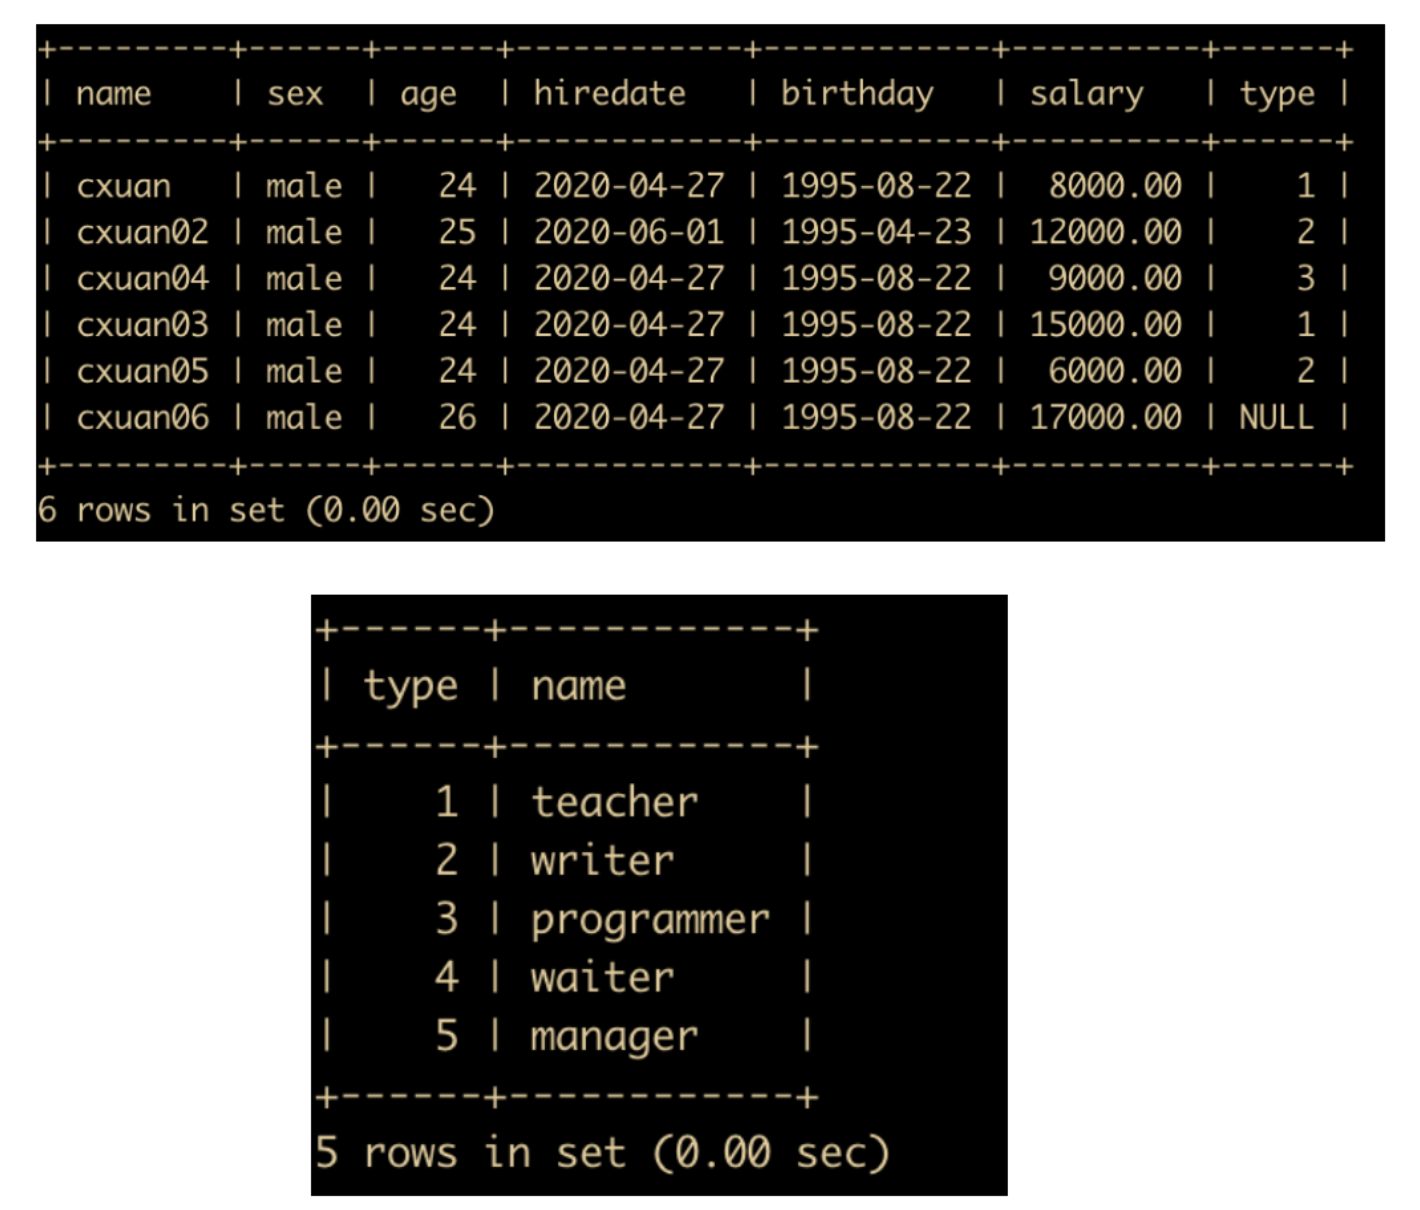 +---------+------+------+------------+------------+----------+------+
| name    | sex  | age  | hiredate   | birthday   | salary   | type |
+---------+------+------+------------+------------+----------+------+
| cxuan   | male |   24 | 2020-04-27 | 1995-08-22 |  8000.00 |    1 |
| cxuan02 | male |   25 | 2020-06-01 | 1995-04-23 | 12000.00 |    2 |
| cxuan04 | male |   24 | 2020-04-27 | 1995-08-22 |  9000.00 |    3 |
| cxuan03 | male |   24 | 2020-04-27 | 1995-08-22 | 15000.00 |    1 |
| cxuan05 | male |   24 | 2020-04-27 | 1995-08-22 |  6000.00 |    2 |
| cxuan06 | male |   26 | 2020-04-27 | 1995-08-22 | 17000.00 | NULL |
+---------+------+------+------------+------------+----------+------+
6 rows in set (0.00 sec)
+------+------------+
| type | name       |
+------+------------+
|    1 | teacher    |
|    2 | writer     |
|    3 | programmer |
|    4 | waiter     |
|    5 | manager    |
+------+------------+
5 rows in set (0.00 sec)